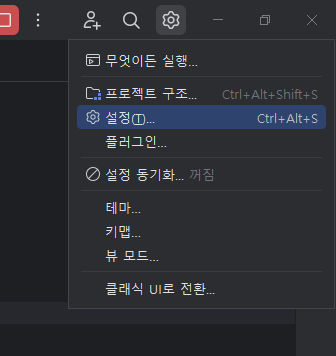 무엇이든 실행...
프로젝트 구조... Ctrl+Alt+Shift+S
설정(T)... Ctrl+Alt+S
플러그인...
설정 동기화... 꺼짐
테마...
키맵...
뷰 모드...
클래식 UI로 전환...